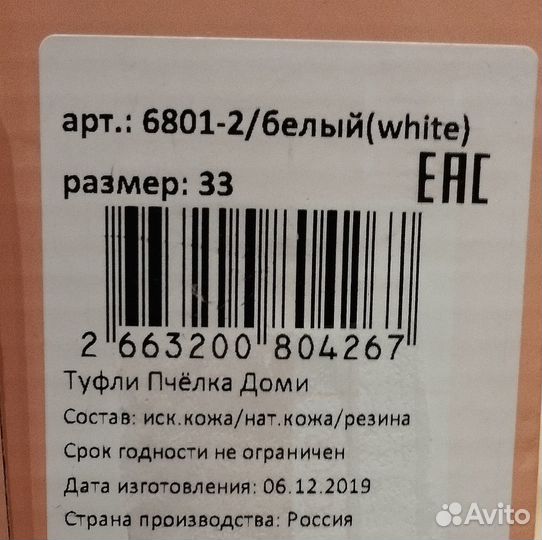 арт.: 6801-2/белый(white)
размер: 33 EAC
2 663200 804267
Туфли Пчёлка Доми
Состав: иск.кожа/нат.кожа/резина
Срок годности не ограничен
Дата изготовления: 06.12.2019
Страна производства: Россия
Avito